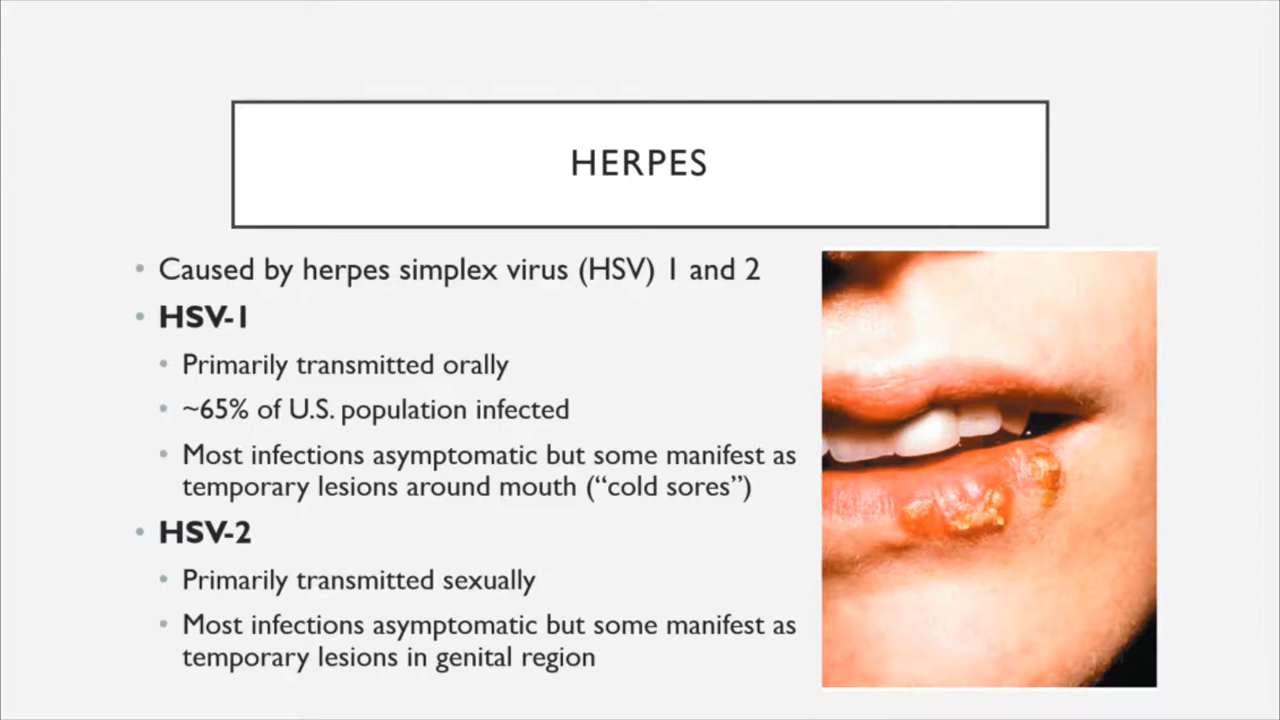 HERPES
• Caused by herpes simplex virus (HSV) 1 and 2
• HSV-1
• Primarily transmitted orally
• ~65% of U.S. population infected
• Most infections asymptomatic but some manifest as
temporary lesions around mouth (“cold sores”)
• HSV-2
• Primarily transmitted sexually
• Most infections asymptomatic but some manifest as
temporary lesions in genital region